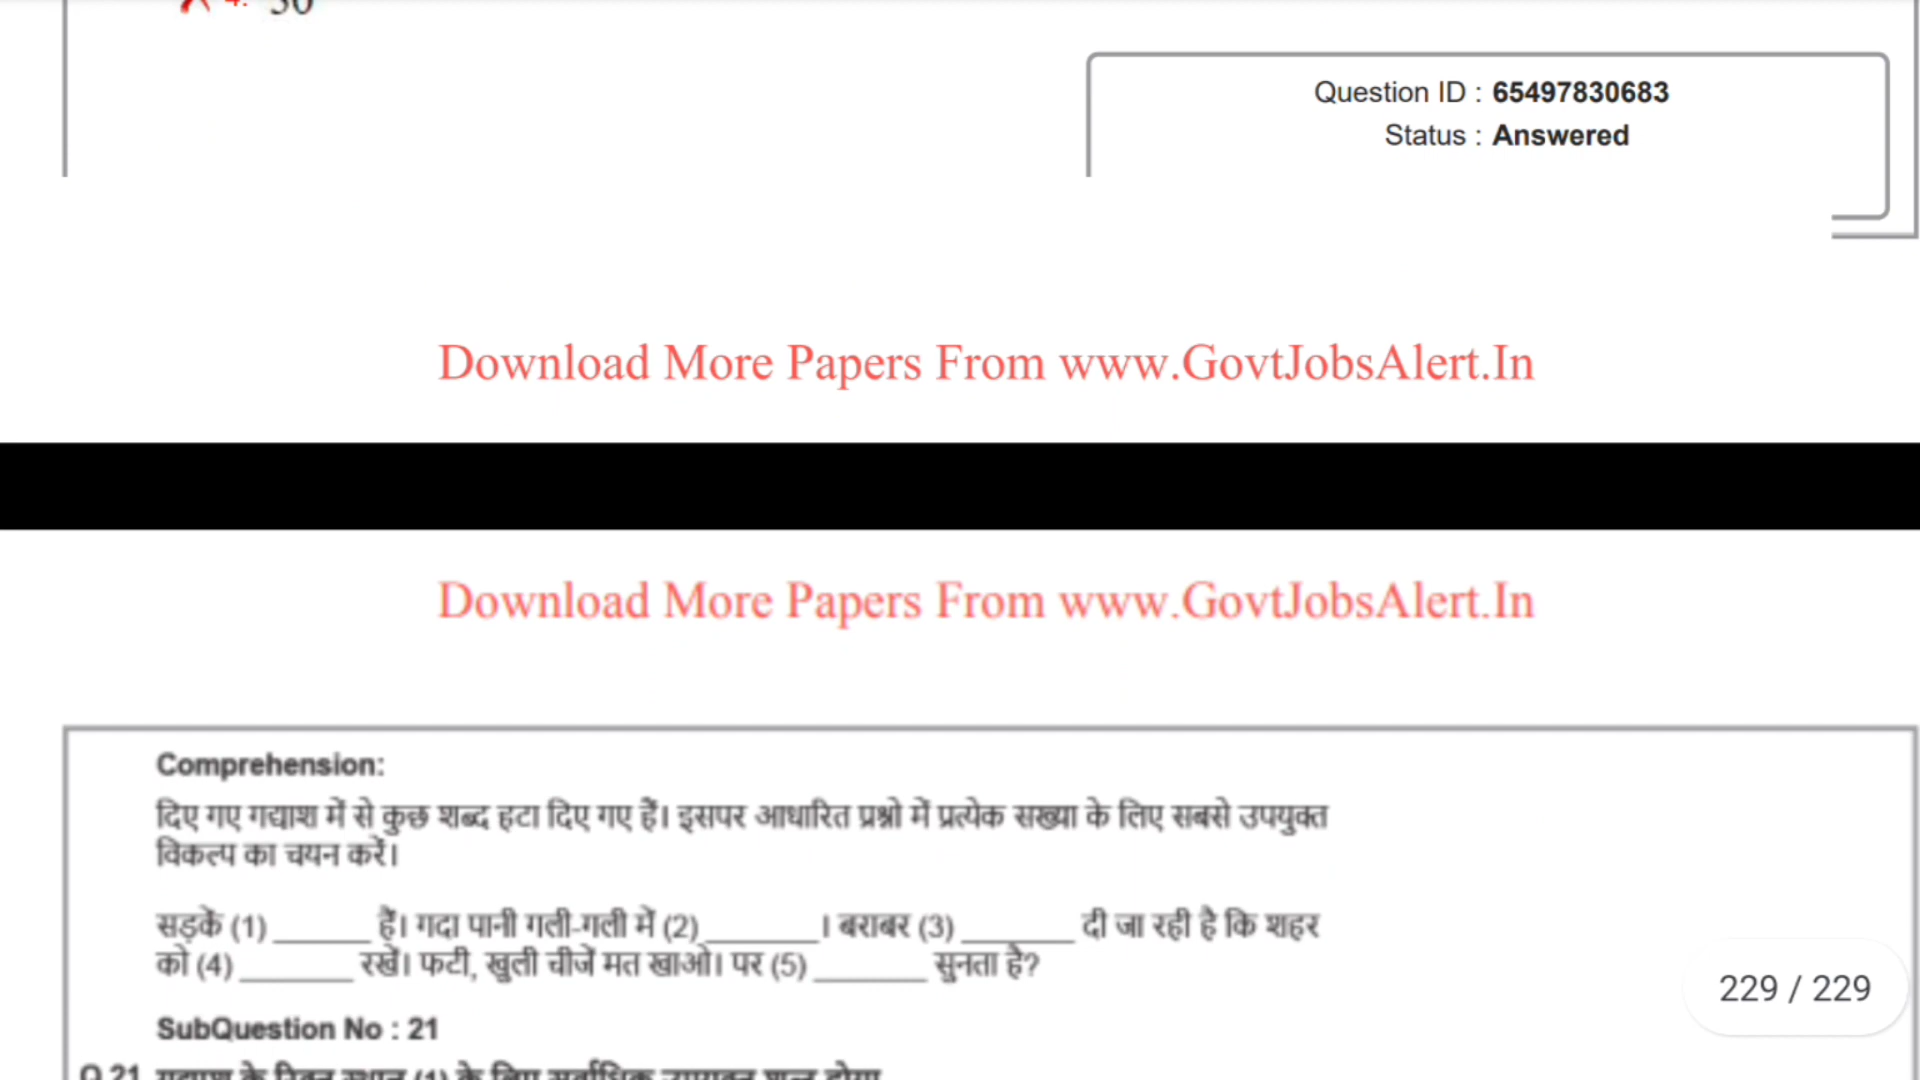 Question ID : 65497830683
Status : Answered
Download More Papers From www.GovtJobsAlert.In
Download More Papers From www.GovtJobsAlert.In
Comprehension:
दिए गए गद्याश में से कुछ शब्द हटा दिए गए हैं। इसपर आधारित प्रश्नो में प्रत्येक सख्या के लिए सबसे उपयुक्त
विकल्प का चयन करें।
सड़कें (1) ______ हैं। गदा पानी गली-गली में (2)_______। बराबर (3)_______ दी जा रही है कि शहर
को (4)_______ रखें। फटी, खुली चीजें मत खाओ। पर (5)_______ सुनता है?
229 / 229
SubQuestion No : 21